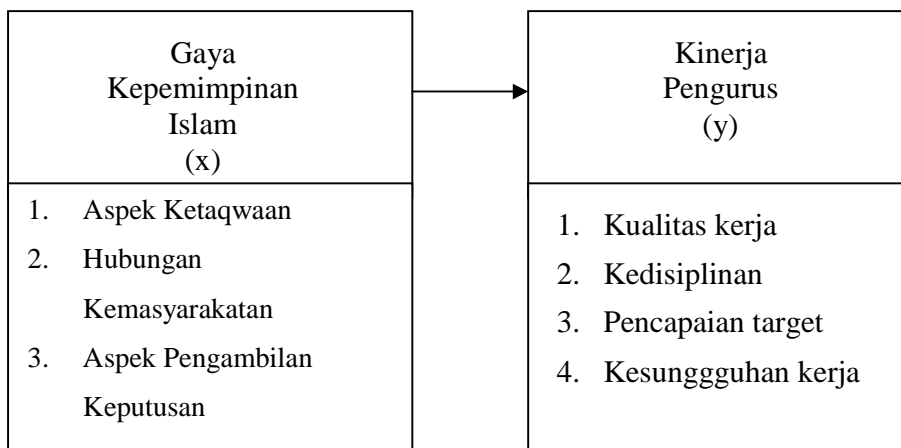 Gaya
Kepemimpinan
Islam
(x)
1. Aspek Ketaqwaan
2. Hubungan
Kemasyarakatan
3. Aspek Pengambilan
Keputusan
Kinerja
Pengurus
(y)
1. Kualitas kerja
2. Kedisiplinan
3. Pencapaian target
4. Kesunggguhan kerja